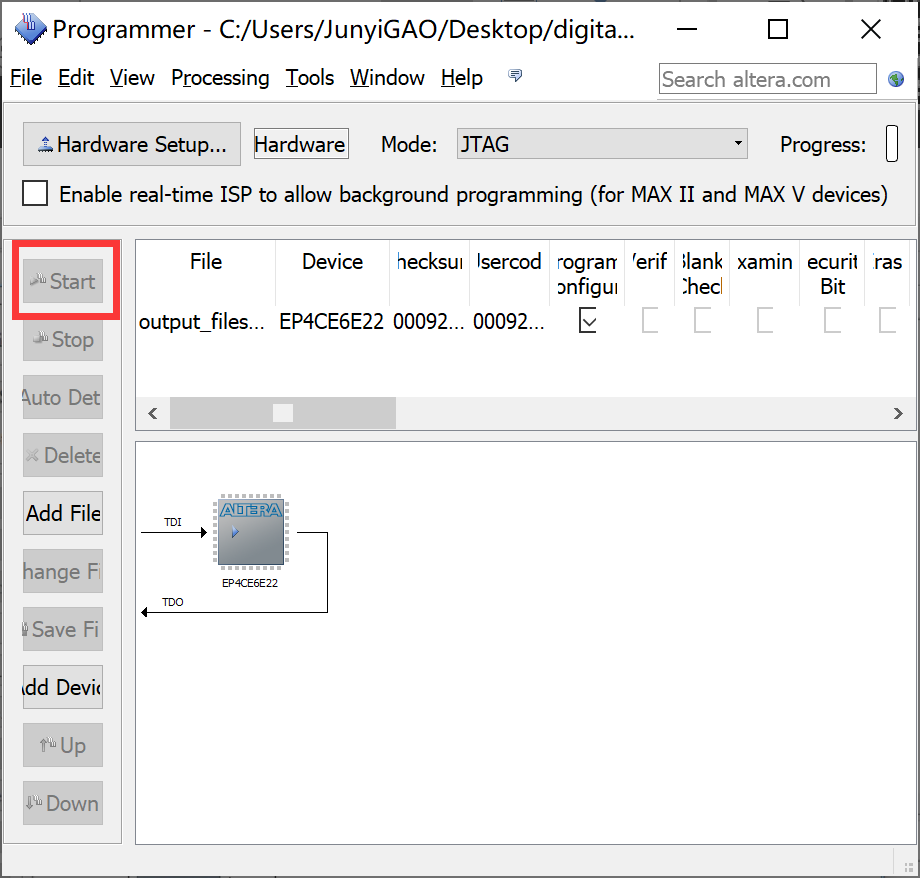 Programmer - C:/Users/JunyiGAO/Desktop/digita...
File Edit View Processing Tools Window Help
Search altera.com
Hardware Setup... Hardware Mode: JTAG Progress:
Enable real-time ISP to allow background programming (for MAX II and MAX V devices)
Start
Stop
Auto Det
Delete
Add File
hange Fi
Save Fi
dd Devic
Up
Down
File Device hecksu Usercod rogram onfigu Verif Blank Chec xamin ecurit Bit ras
output_files... EP4CE6E22 00092... 00092...
ALTERA
TDI
EP4CE6E22
TDO